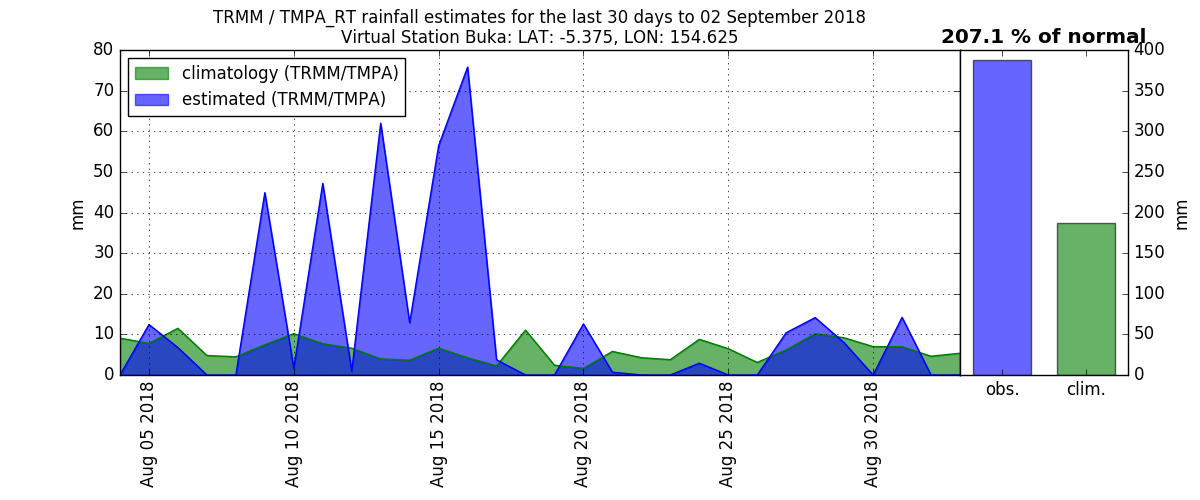 TRMM / TMPA_RT rainfall estimates for the last 30 days to 02 September 2018
Virtual Station Buka: LAT: -5.375, LON: 154.625
207.1 % of normal
climatology (TRMM/TMPA)
estimated (TRMM/TMPA)
80
70
60
50
40
30
20
10
0
mm
Aug 05 2018
Aug 10 2018
Aug 15 2018
Aug 20 2018
Aug 25 2018
Aug 30 2018
obs.
clim.
400
350
300
250
200
150
100
50
0
mm